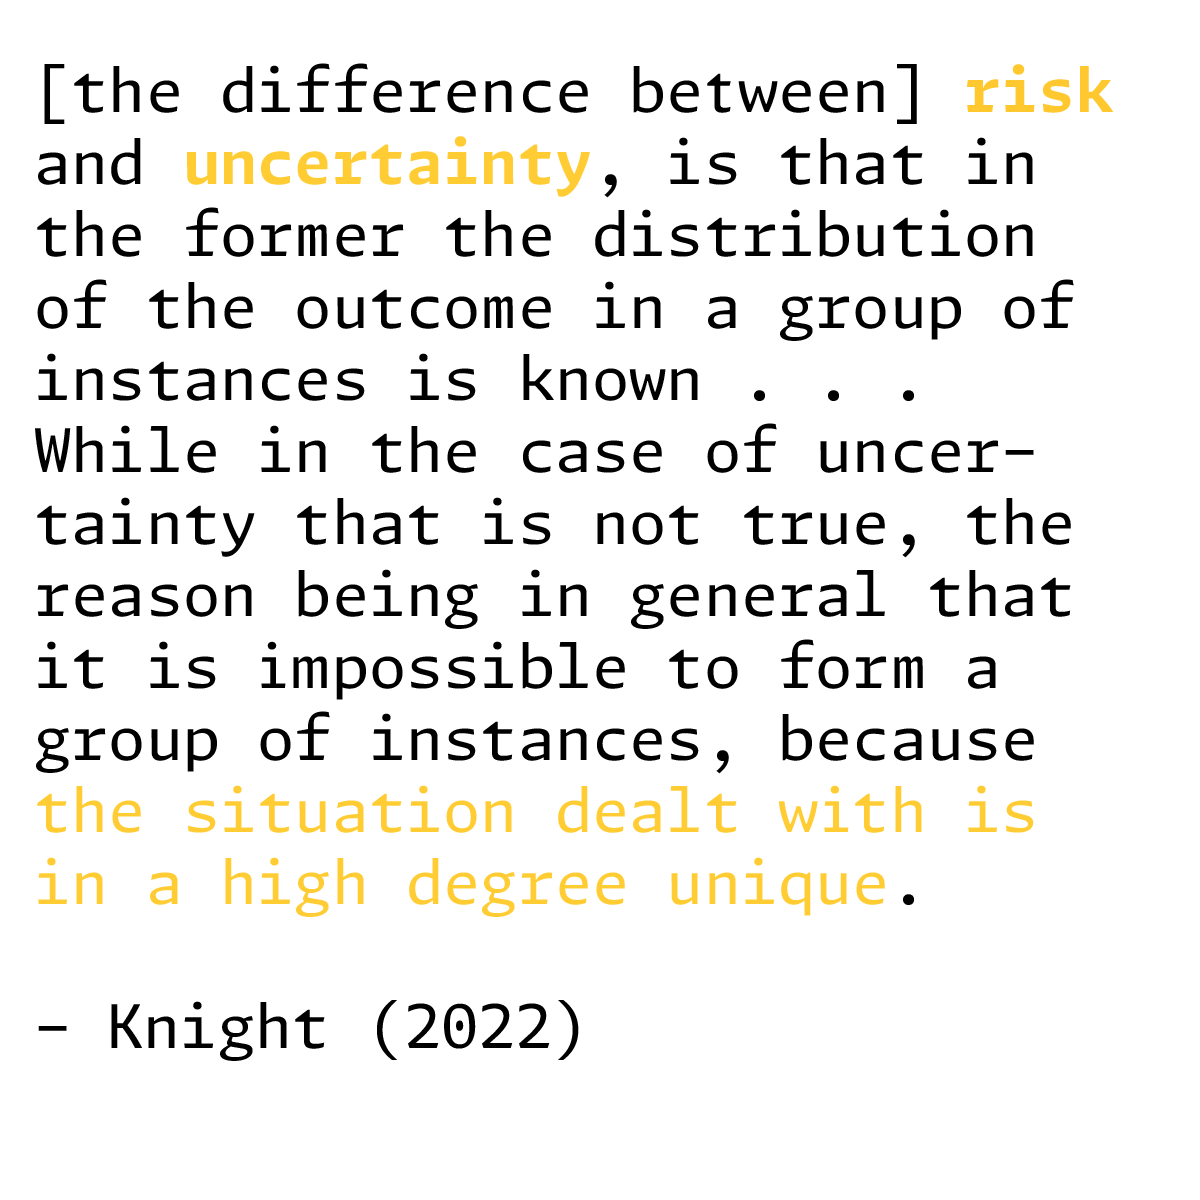 [the difference between] risk
and uncertainty, is that in
the former the distribution
of the outcome in a group of
instances is known . . .
While in the case of uncer-
tainty that is not true, the
reason being in general that
it is impossible to form a
group of instances, because
the situation dealt with is
in a high degree unique.
– Knight (2022)